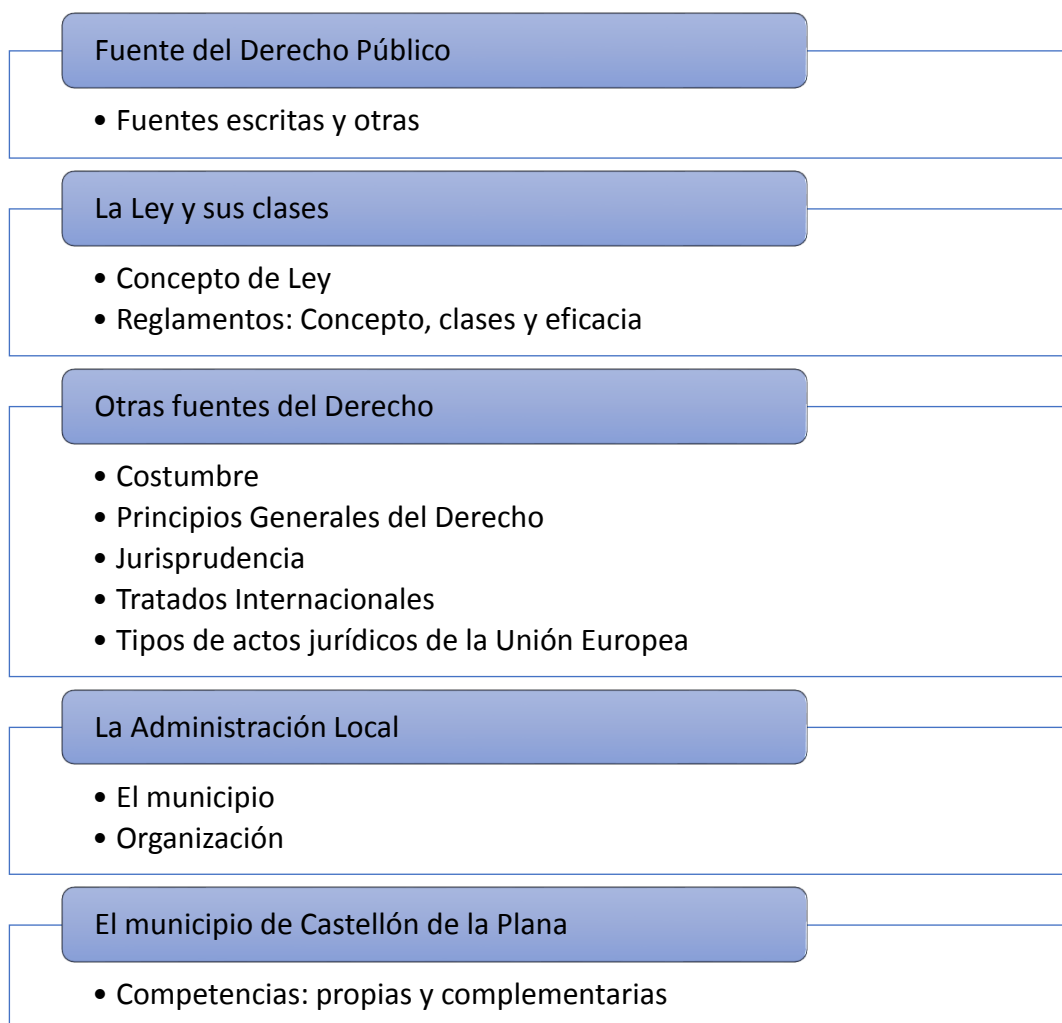 Fuente del Derecho Público
• Fuentes escritas y otras
La Ley y sus clases
• Concepto de Ley
• Reglamentos: Concepto, clases y eficacia
Otras fuentes del Derecho
• Costumbre
• Principios Generales del Derecho
• Jurisprudencia
• Tratados Internacionales
• Tipos de actos jurídicos de la Unión Europea
La Administración Local
• El municipio
• Organización
El municipio de Castellón de la Plana
• Competencias: propias y complementarias